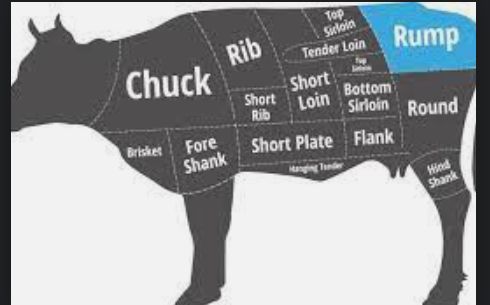 Top
Sirloin
Rump
Rib
Tender Loin
Chuck
Top
Sirloin
Short
Loin
Bottom
Sirloin
Short
Rib
Round
Brisket
Fore
Shank
Short Plate
Flank
Hanging Tender
Hind
Shank